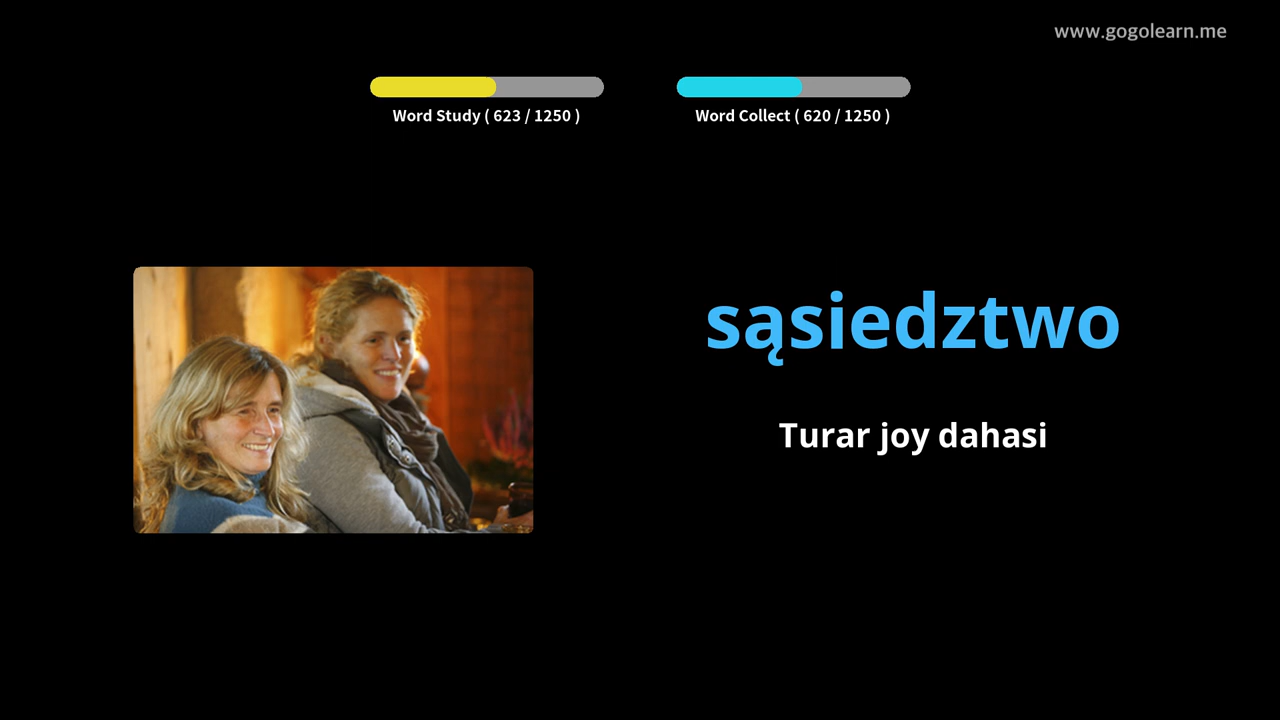 www.gogolearn.me
Word Study ( 623 / 1250 )
Word Collect ( 620 / 1250 )
sąsiedztwo
Turar joy dahasi